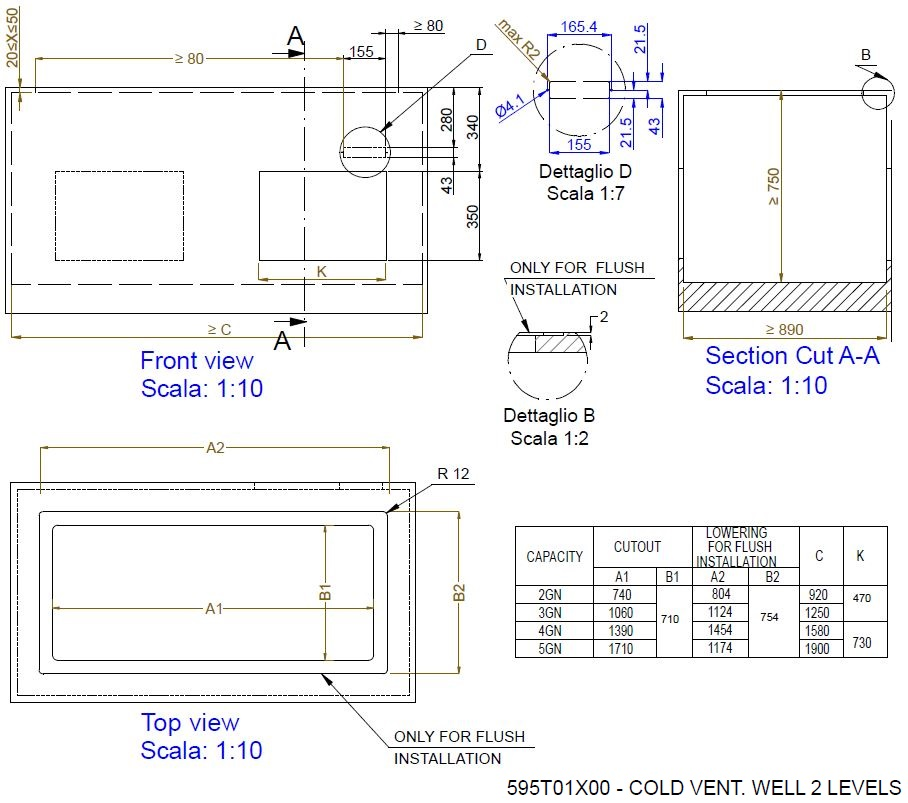 20≤X≤50
≥ 80
A
155
≥ 80
D
280
340
43
350
K
≥ C
A
Front view
Scala: 1:10
165.4
max R2
21.5
Ø4.1
155
21.5
43
Dettaglio D
Scala 1:7
B
≥ 750
≥ 890
Section Cut A-A
Scala: 1:10
ONLY FOR FLUSH
INSTALLATION
2
Dettaglio B
Scala 1:2
A2
R 12
B1
B2
A1
Top view
Scala: 1:10
ONLY FOR FLUSH
INSTALLATION
CAPACITY CUTOUT LOWERING FOR FLUSH INSTALLATION C K
A1 B1 A2 B2
2GN 740 710 804 754 920 470
3GN 1060 1124 1250
4GN 1390 1454 1580 730
5GN 1710 1174 1900
595T01X00 - COLD VENT. WELL 2 LEVELS